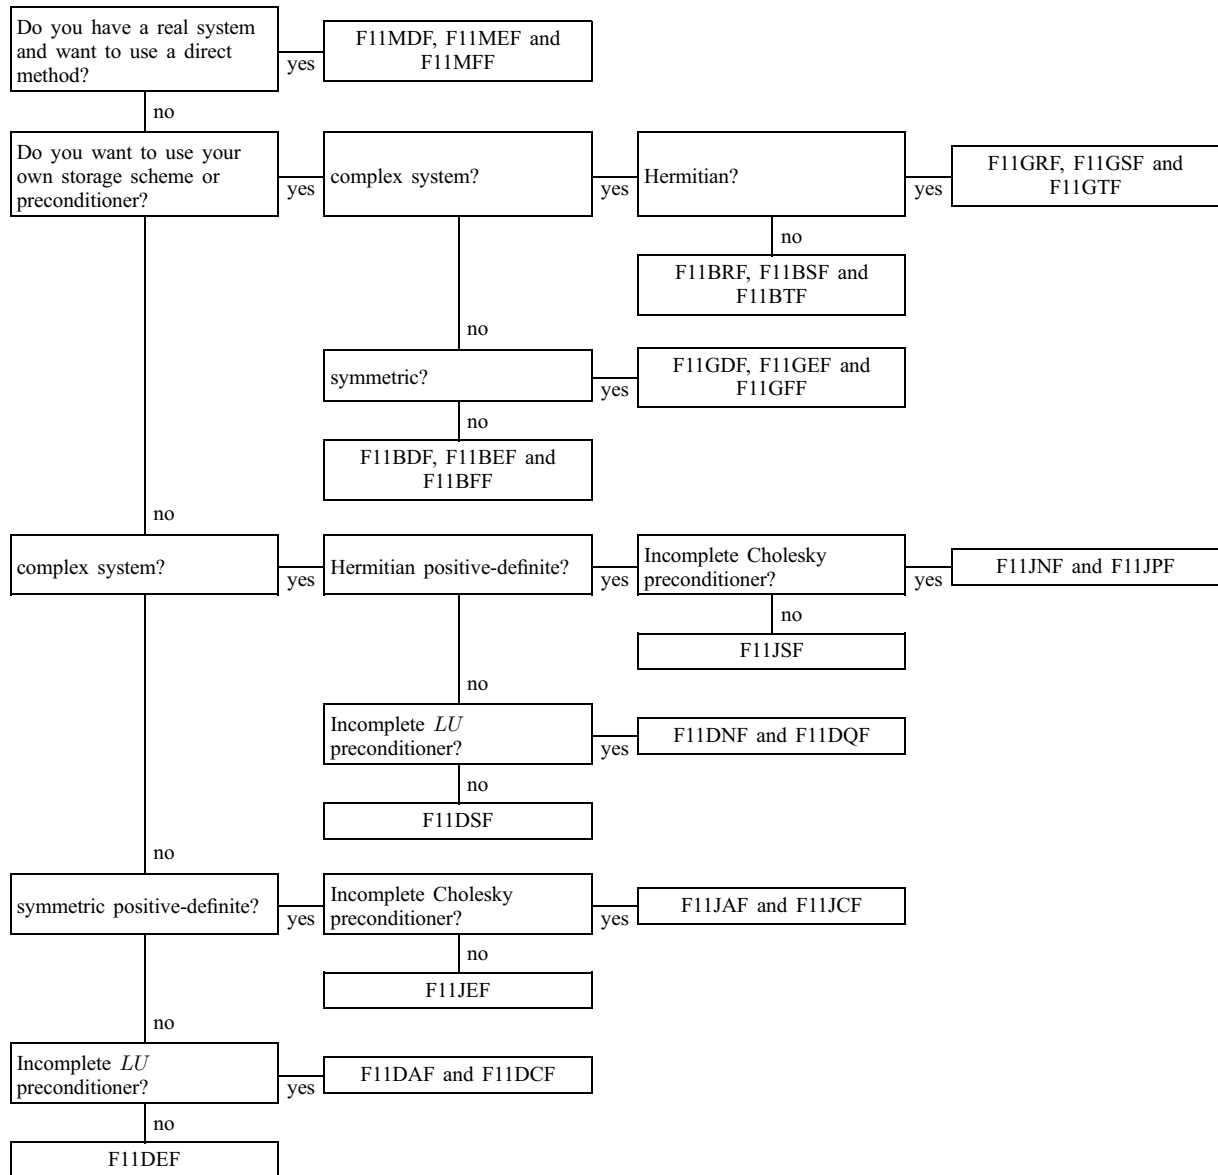 Do you have a real system
and want to use a direct
method?
yes
F11MDF, F11MEF and
F11MFF
no
Do you want to use your
own storage scheme or
preconditioner?
yes
complex system?
yes
Hermitian?
yes
F11GRF, F11GSF and
F11GTF
no
F11BRF, F11BSF and
F11BTF
no
symmetric?
yes
F11GDF, F11GEF and
F11GFF
no
F11BDF, F11BEF and
F11BFF
no
complex system?
yes
Hermitian positive-definite?
yes
Incomplete Cholesky
preconditioner?
yes
F11JNF and F11JPF
no
F11JSF
no
Incomplete LU
preconditioner?
yes
F11DNF and F11DQF
no
F11DSF
no
symmetric positive-definite?
yes
Incomplete Cholesky
preconditioner?
yes
F11JAF and F11JCF
no
F11JEF
no
Incomplete LU
preconditioner?
yes
F11DAF and F11DCF
no
F11DEF